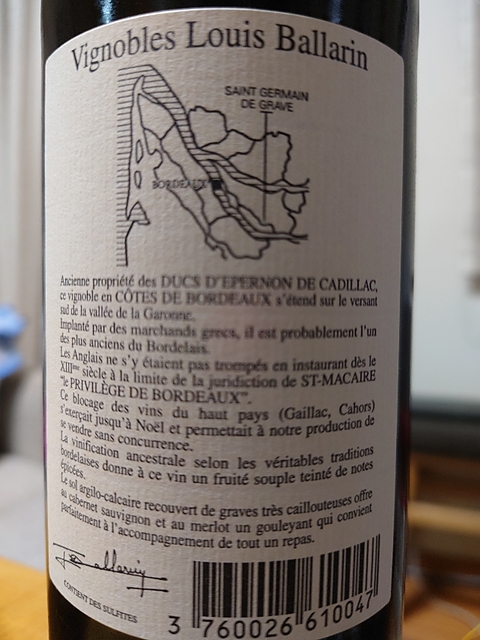 Vignobles Louis Ballarin
SAINT GERMAIN
DE GRAVE
BORDEAUX
Ancienne propriété des DUCS D'EPERNON DE CADILLAC,
ce vignoble en CÔTES DE BORDEAUX s'étend sur le versant
sud de la vallée de la Garonne.
Implanté par des marchands grecs, il est probablement l'un
des plus anciens du Bordelais.
Les Anglais ne s'y étaient pas trompés en instaurant dès le
XIIIème siècle à la limite de la juridiction de ST-MACAIRE
"le PRIVILÈGE DE BORDEAUX".
Ce blocage des vins du haut pays (Gaillac, Cahors)
s'exerçait jusqu'à Noël et permettait à notre production de
se vendre sans concurrence.
La vinification ancestrale selon les véritables traditions
bordelaises donne à ce vin un fruité souple teinté de notes
épicées.
Le sol argilo-calcaire recouvert de graves très caillouteuses offre
au cabernet sauvignon et au merlot un gouleyant qui convient
parfaitement à l'accompagnement de tout un repas.
CONTIENT DES SULFITES
3 760026 610047